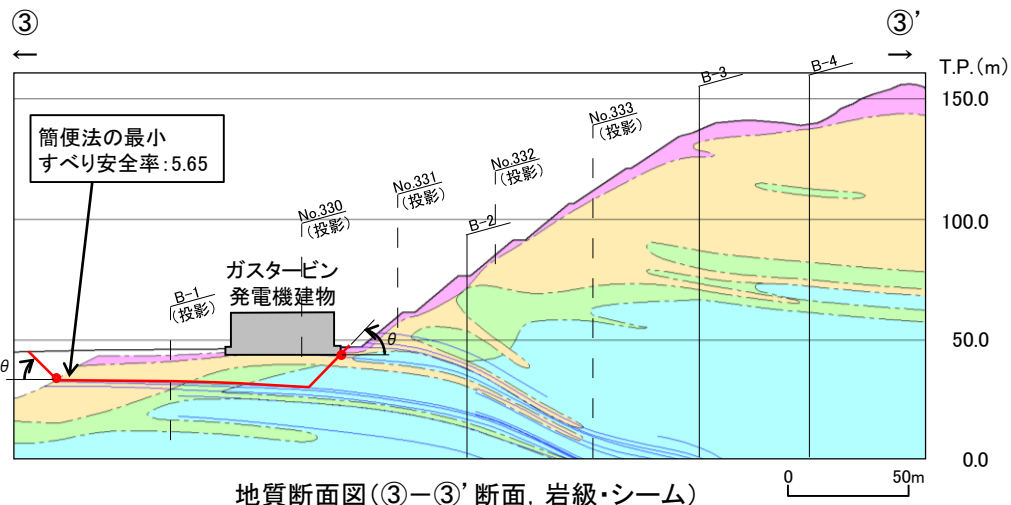 ③
③’
←
→
T.P.(m)
B-3
B-4
150.0
簡便法の最小
すべり安全率:5.65
No.333
(投影)
No.332
(投影)
No.331
(投影)
No.330
(投影)
B-2
100.0
ガスタービン
発電機建物
B-1
(投影)
θ
50.0
θ
0.0
0
50m
地質断面図(③-③’断面,岩級・シーム)